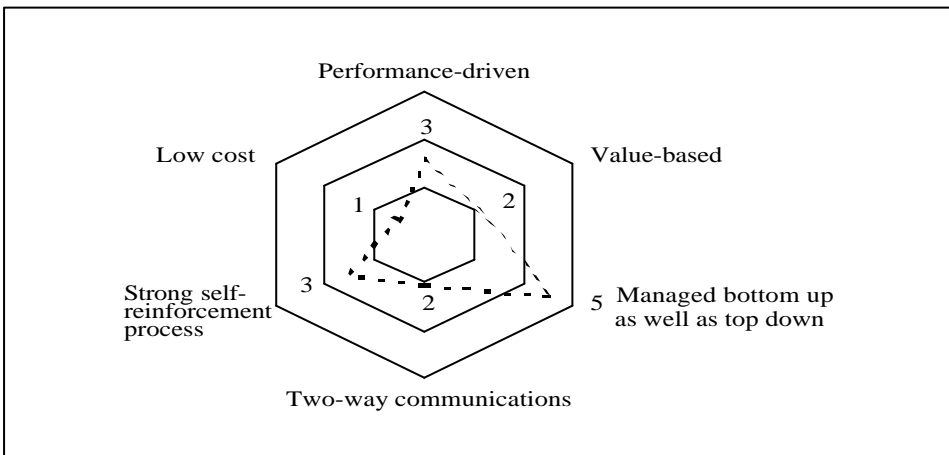 Performance-driven
3
Low cost
Value-based
1
2
Strong self-
reinforcement
process
3
2
5 Managed bottom up
as well as top down
Two-way communications